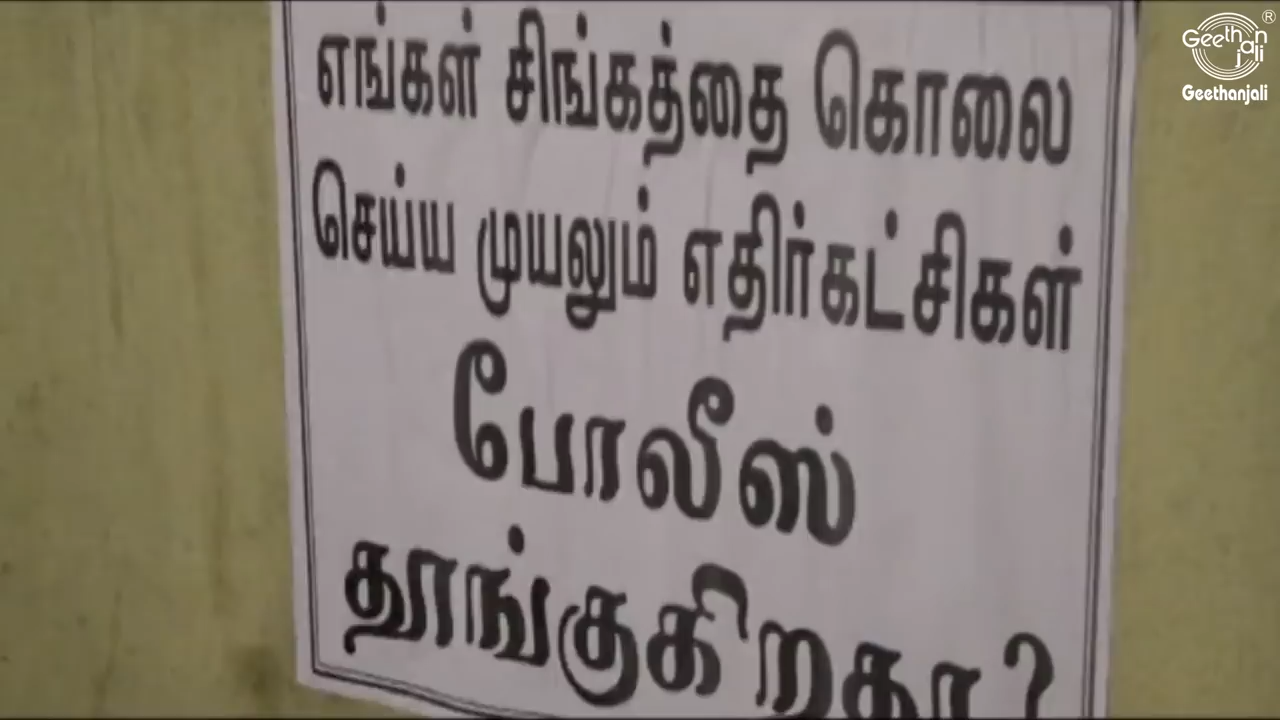 எங்கள் சிங்கத்தை கொலை
செய்ய முயலும் எதிர்கட்சிகள்
போலீஸ்
தூங்குகிறதா?
Geethanjali
Geethanjali
®